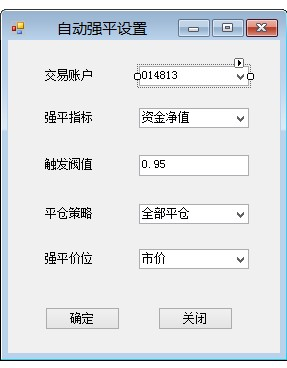 自动强平设置
交易账户 014813
强平指标 资金净值
触发阀值 0.95
平仓策略 全部平仓
强平价位 市价
确定 关闭